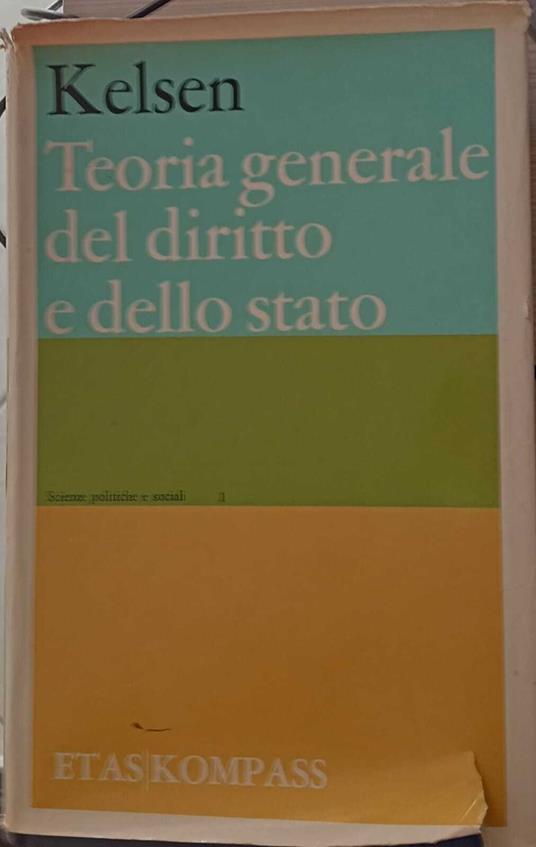 Kelsen
Teoria generale
del diritto
e dello stato
Scienze politiche e sociali 1
ETAS|KOMPASS